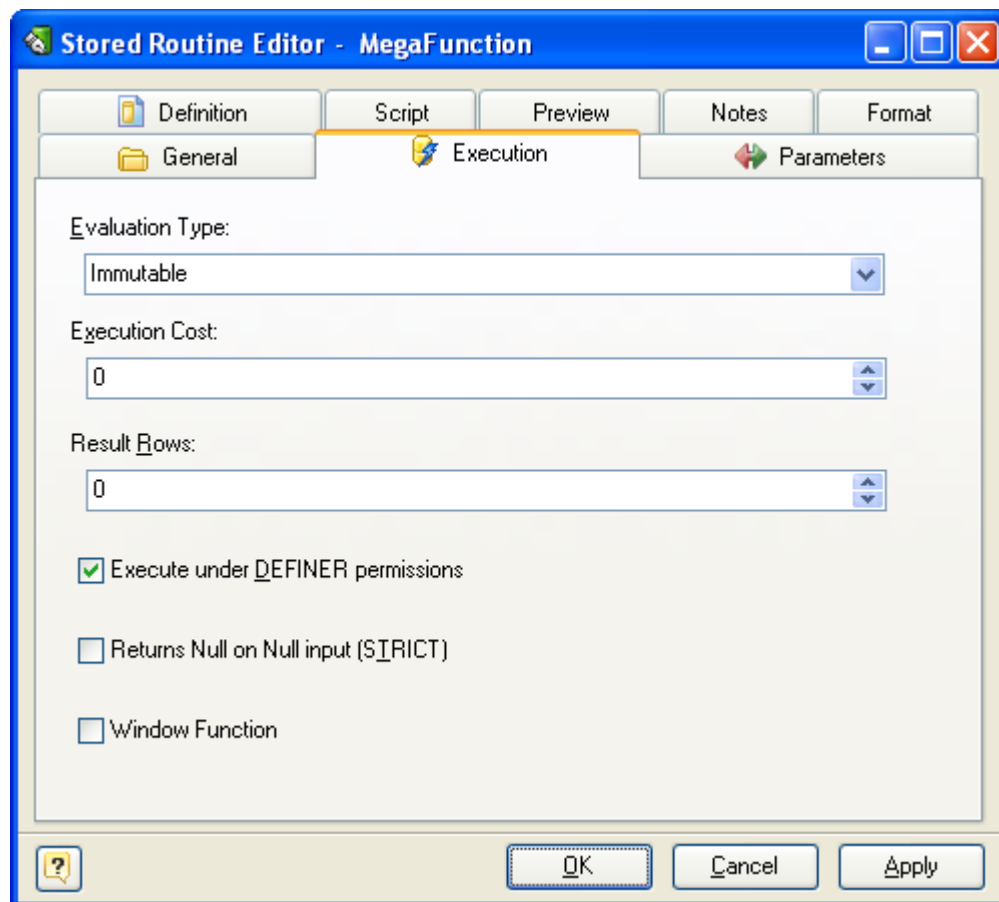 Stored Routine Editor - MegaFunction
Definition Script Preview Notes Format
General Execution Parameters
Evaluation Type:
Immutable
Execution Cost:
0
Result Rows:
0
Execute under DEFINER permissions
Returns Null on Null input (STRICT)
Window Function
? OK Cancel Apply